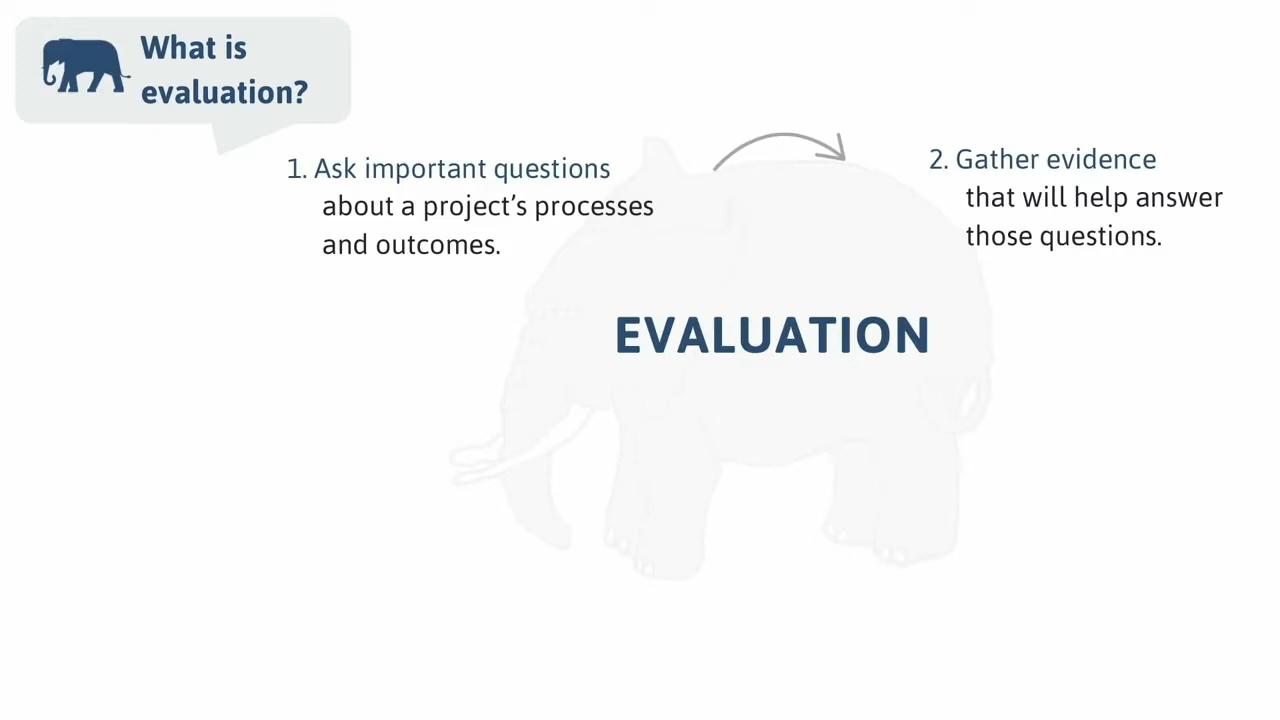 What is
evaluation?
1. Ask important questions
about a project’s processes
and outcomes.
2. Gather evidence
that will help answer
those questions.
EVALUATION